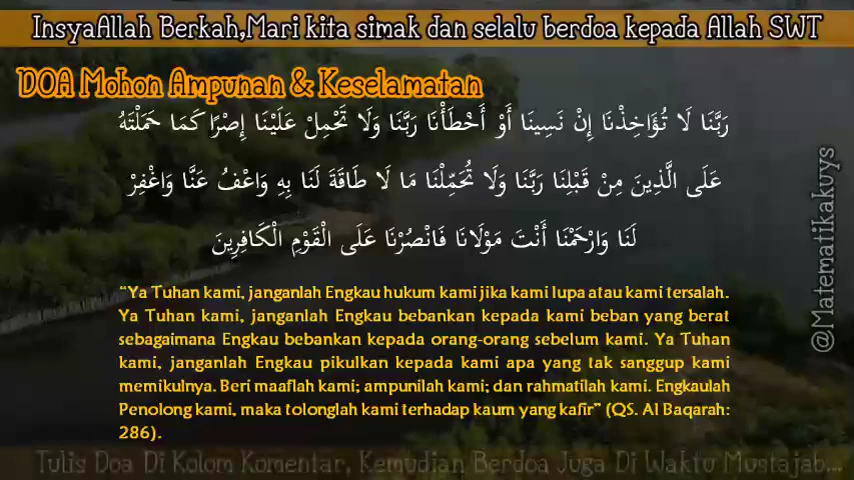 InsyaAllah Berkah,Mari kita simak dan selalu berdoa kepada Allah SWT
DOA Mohon Ampunan & Keselamatan
رَبَّنَا لَا تُؤَاخِذْنَا إِنْ نَسِينَا أَوْ أَخْطَأْنَا رَبَّنَا وَلَا تَحْمِلْ عَلَيْنَا إِصْرًا كَمَا حَمَلْتَهُ
عَلَى الَّذِينَ مِنْ قَبْلِنَا رَبَّنَا وَلَا تُحَمِّلْنَا مَا لَا طَاقَةَ لَنَا بِهِ وَاعْفُ عَنَّا وَاغْفِرْ
لَنَا وَارْحَمْنَا أَنْتَ مَوْلَانَا فَانْصُرْنَا عَلَى الْقَوْمِ الْكَافِرِينَ
“Ya Tuhan kami, janganlah Engkau hukum kami jika kami lupa atau kami tersalah.
Ya Tuhan kami, janganlah Engkau bebankan kepada kami beban yang berat
sebagaimana Engkau bebankan kepada orang-orang sebelum kami. Ya Tuhan
kami, janganlah Engkau pikulkan kepada kami apa yang tak sanggup kami
memikulnya. Beri maaflah kami; ampunilah kami; dan rahmatilah kami. Engkaulah
Penolong kami, maka tolonglah kami terhadap kaum yang kafir” (QS. Al Baqarah:
286).
@Matematikakuys
Tulis Doa Di Kolom Komentar, Kemudian Berdoa Juga Di Waktu Mustajab...